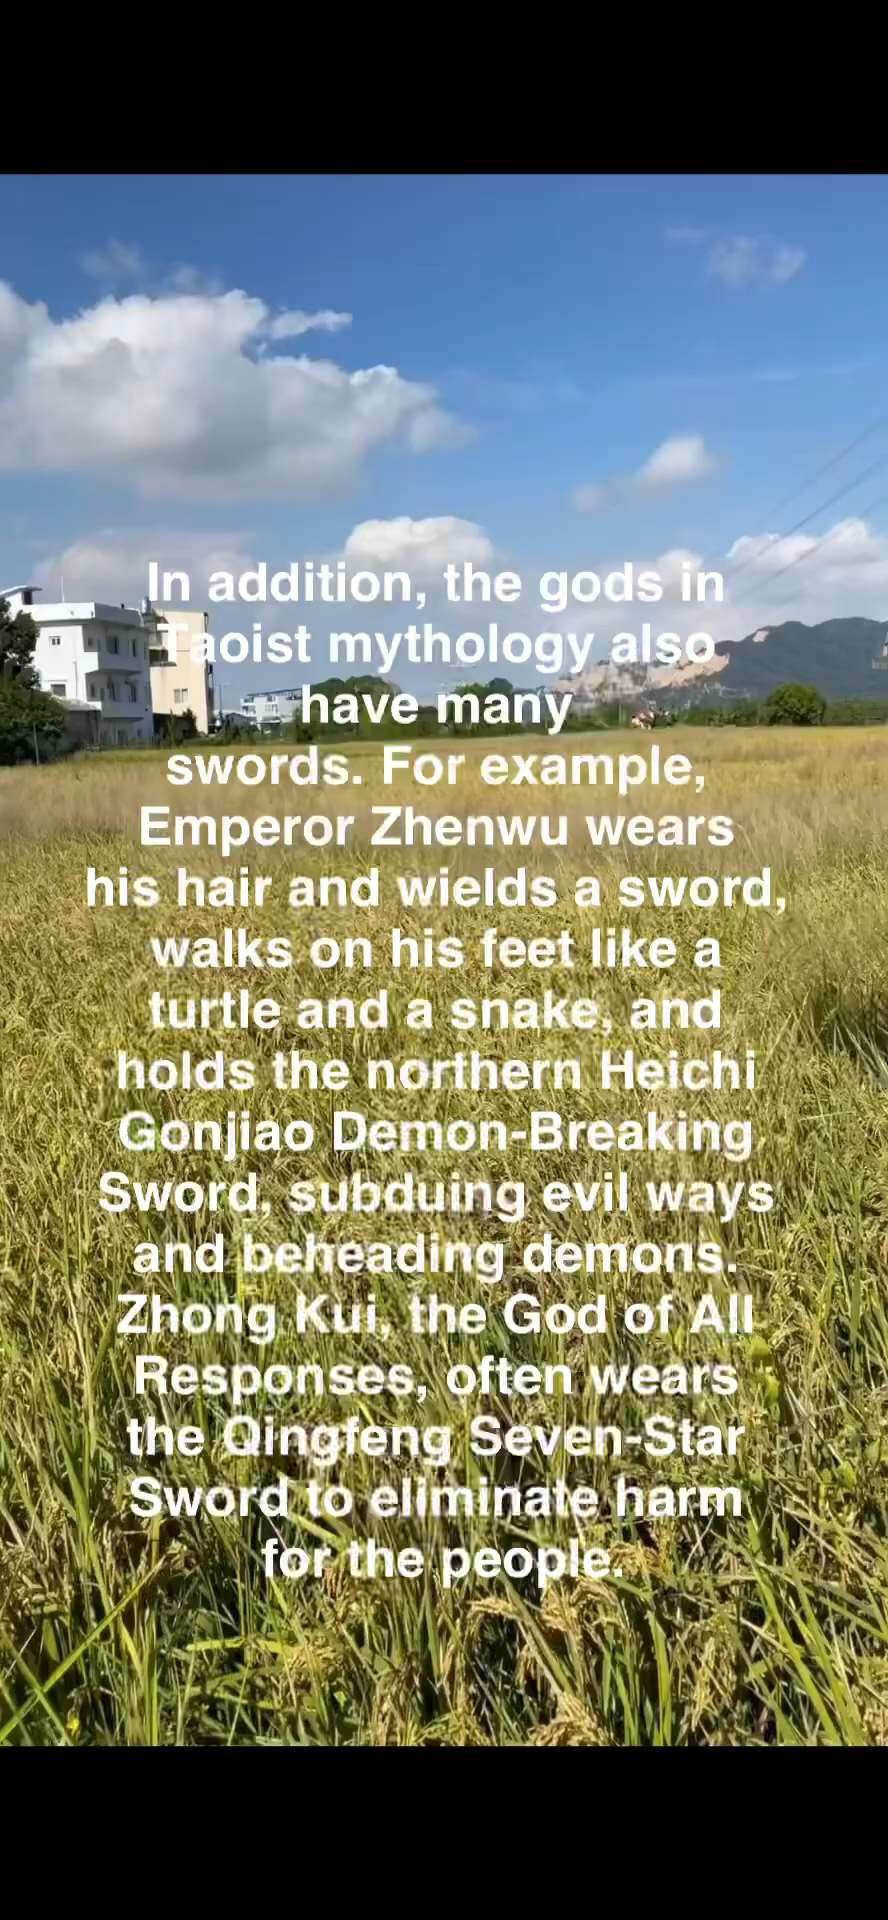 In addition, the gods in
Taoist mythology also
have many
swords. For example,
Emperor Zhenwu wears
his hair and wields a sword,
walks on his feet like a
turtle and a snake, and
holds the northern Heichi
Gonjiao Demon-Breaking
Sword, subduing evil ways
and beheading demons.
Zhong Kui, the God of All
Responses, often wears
the Qingfeng Seven-Star
Sword to eliminate harm
for the people.